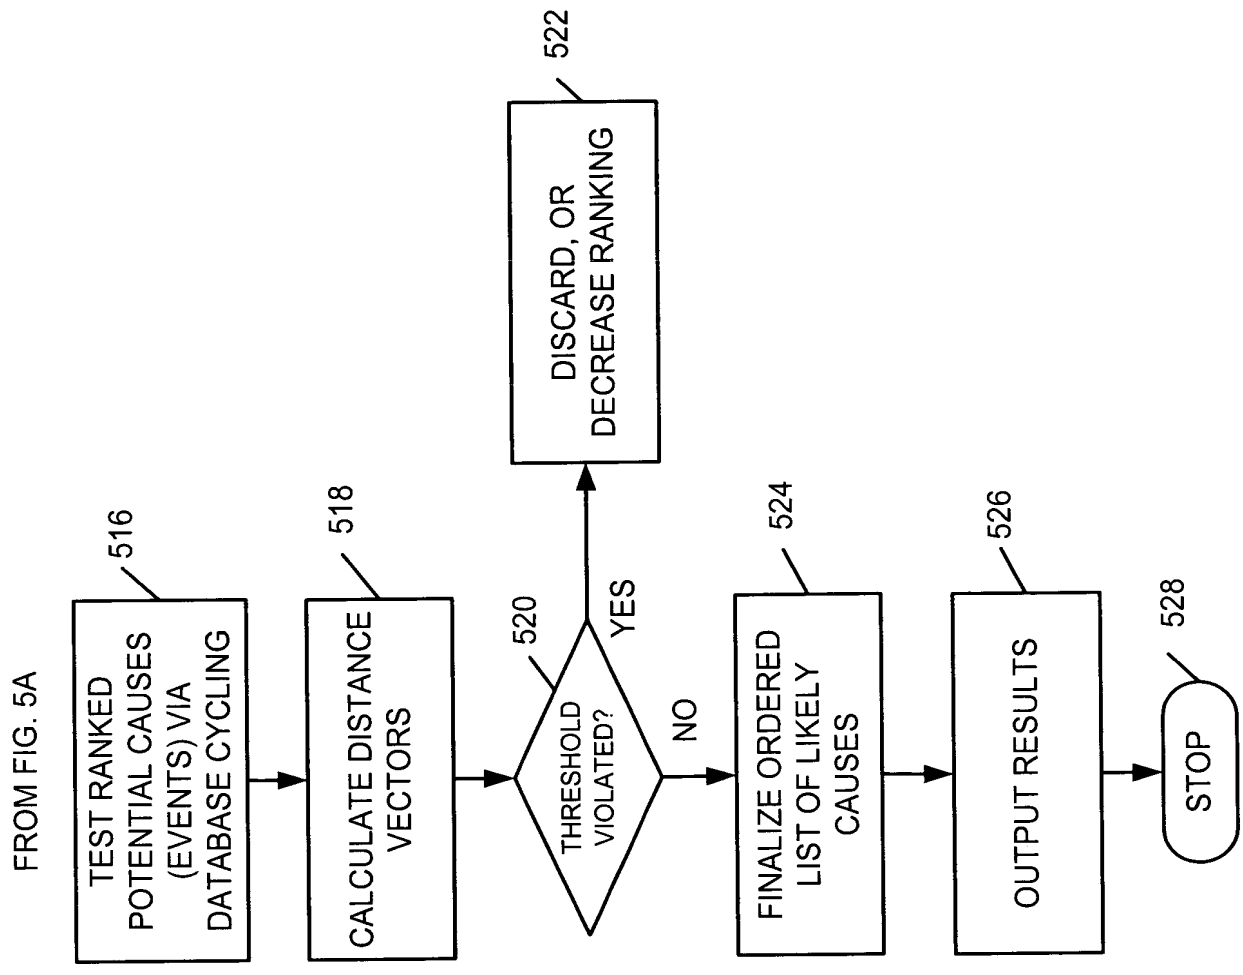 FROM FIG. 5A
516
TEST RANKED
POTENTIAL CAUSES
(EVENTS) VIA
DATABASE CYCLING
518
CALCULATE DISTANCE
VECTORS
520
THRESHOLD
VIOLATED?
YES
522
DISCARD, OR
DECREASE RANKING
NO
524
FINALIZE ORDERED
LIST OF LIKELY
CAUSES
526
OUTPUT RESULTS
528
STOP